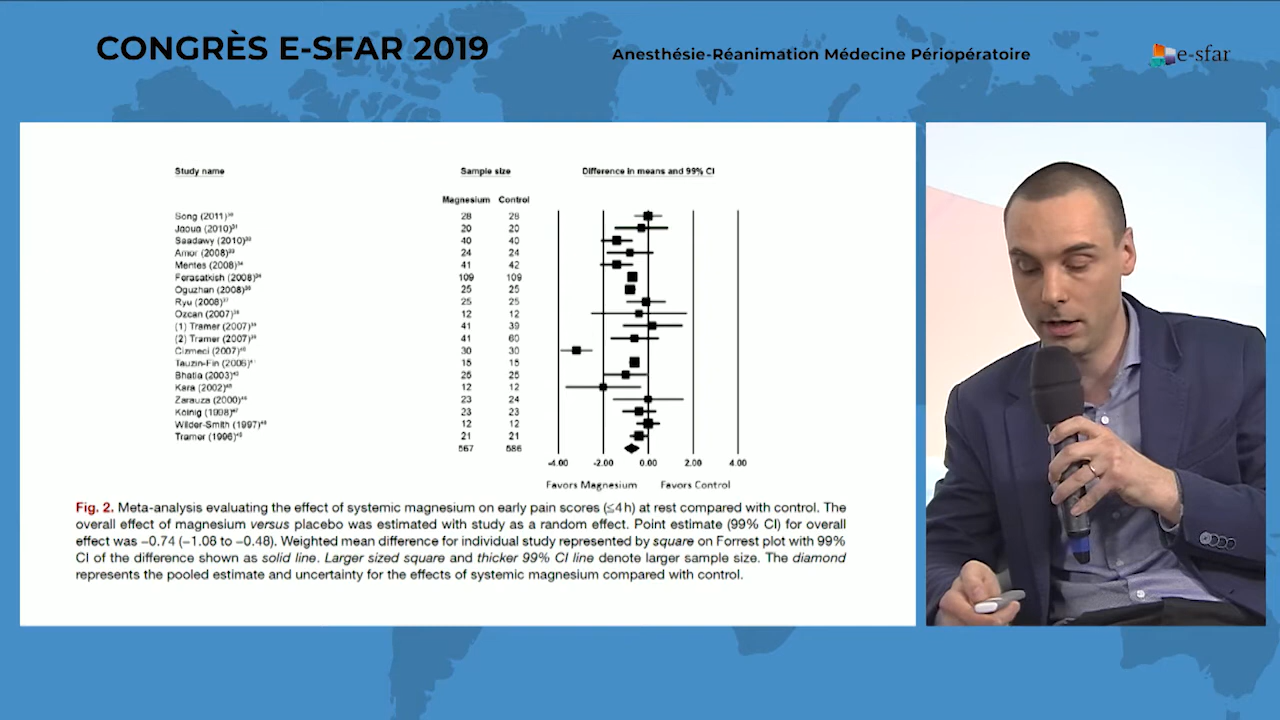 CONGRÈS E-SFAR 2019
Anesthésie-Réanimation Médecine Périopératoire
e-sfar
Study name Sample size Difference in means and 99% CI
Magnesium Control
Song (2011)³⁰ 28 28
Jaoua (2010)³¹ 20 20
Saadawy (2010)³² 40 40
Amor (2008)³³ 24 24
Mentes (2008)³⁴ 41 42
Ferasatkish (2008) 109 109
Oguzhan (2008) 25 25
Ryu (2008)³⁷ 25 25
Ozcan (2007) 12 12
(1) Tramer (2007)³⁹ 41 39
(2) Tramer (2007)³⁹ 41 60
Cizmeci (2007)⁴⁰ 30 30
Tauzin-Fin (2006)⁴¹ 15 15
Bhatia (2003) 25 25
Kara (2002) 12 12
Zarauza (2000) 23 24
Koinig (1998)⁴⁷ 23 23
Wilder-Smith (1997) 12 12
Tramer (1996) 21 21
567 586
-4.00 -2.00 0.00 2.00 4.00
Favors Magnesium Favors Control
Fig. 2. Meta-analysis evaluating the effect of systemic magnesium on early pain scores (≤4 h) at rest compared with control. The
overall effect of magnesium versus placebo was estimated with study as a random effect. Point estimate (99% CI) for overall
effect was −0.74 (−1.08 to −0.48). Weighted mean difference for individual study represented by square on Forrest plot with 99%
CI of the difference shown as solid line. Larger sized square and thicker 99% CI line denote larger sample size. The diamond
represents the pooled estimate and uncertainty for the effects of systemic magnesium compared with control.